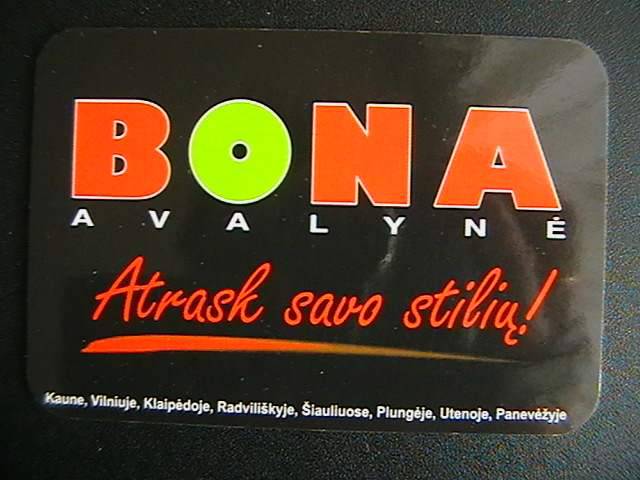 BONA
AVALYNĖ
Atrask savo stilių!
Kaune, Vilniuje, Klaipėdoje, Radviliškyje, Šiauliuose, Plungėje, Utenoje, Panevėžyje